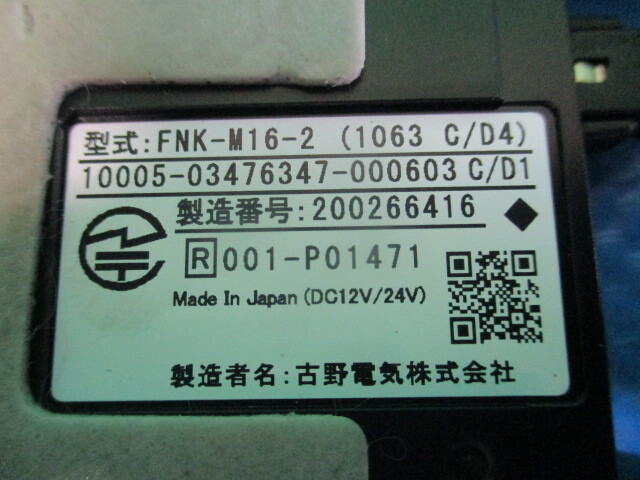 型式:FNK-M16-2 (1063 C/D4)
10005-03476347-000603 C/D1
製造番号:200266416
R 001-P01471
Made In Japan (DC12V/24V)
製造者名:古野電気株式会社